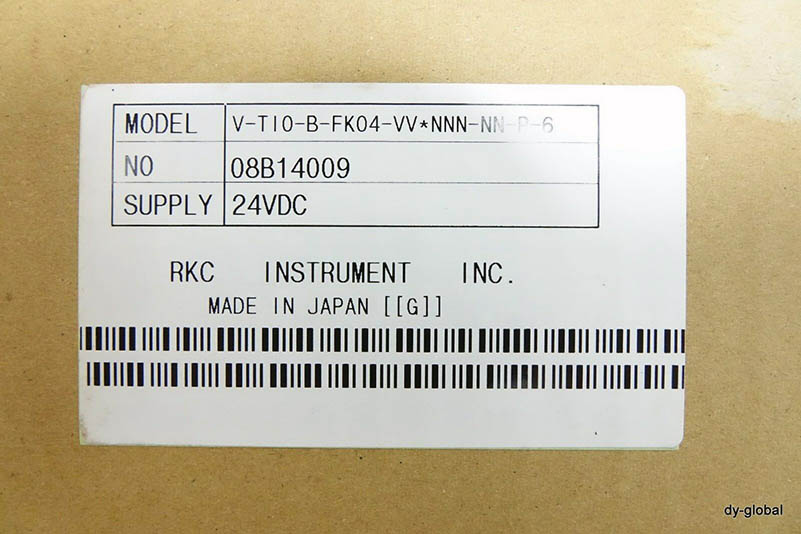 MODEL V-TIO-B-FK04-VV*NNN-NN-P-6
NO 08B14009
SUPPLY 24VDC
RKC INSTRUMENT INC.
MADE IN JAPAN [[G]]
dy-global